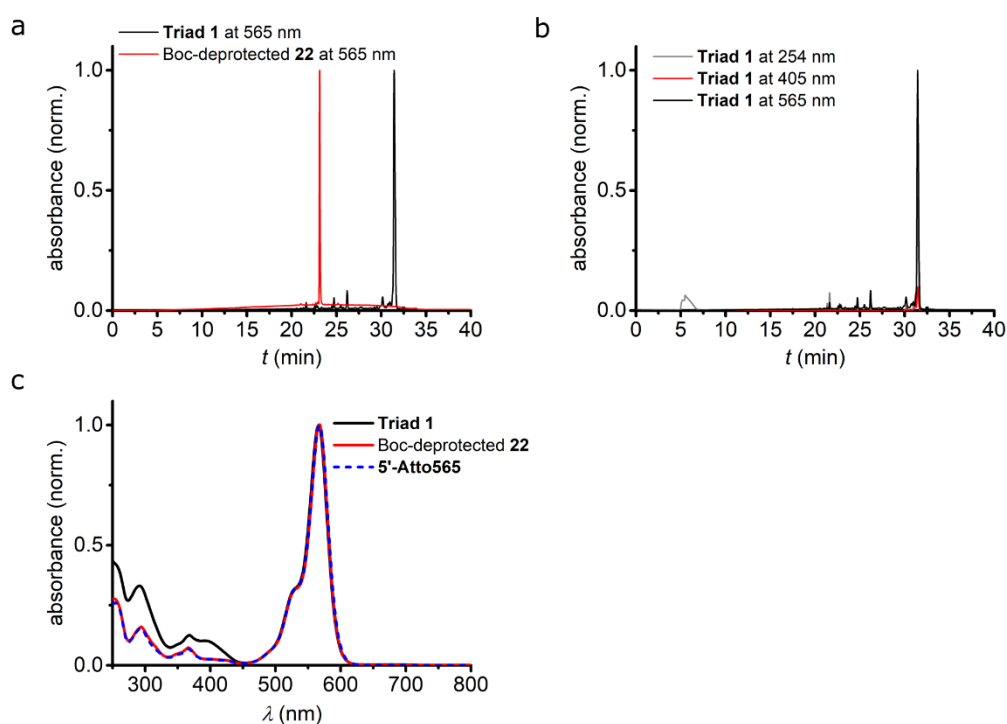 a
Triad 1 at 565 nm
Boc-deprotected 22 at 565 nm
absorbance (norm.)
1.0
0.5
0.0
0 5 10 15 20 25 30 35 40
t (min)
b
Triad 1 at 254 nm
Triad 1 at 405 nm
Triad 1 at 565 nm
absorbance (norm.)
1.0
0.5
0.0
0 5 10 15 20 25 30 35 40
t (min)
c
Triad 1
Boc-deprotected 22
5'-Atto565
absorbance (norm.)
1.0
0.5
0.0
300 400 500 600 700 800
λ (nm)